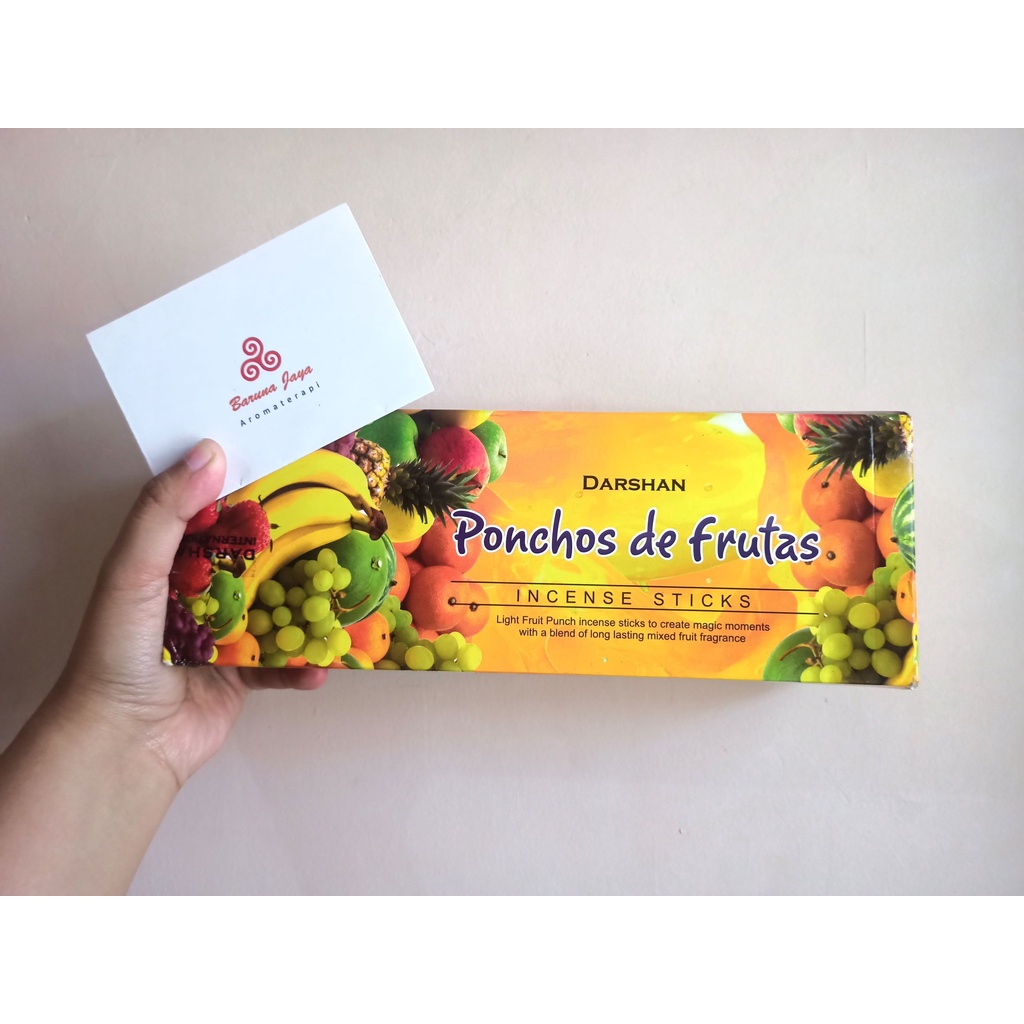 Baruna Jaya
Aromaterapi
DARSHAN
Ponchos de frutas
INCENSE STICKS
Light Fruit Punch incense sticks to create magic moments
with a blend of long lasting mixed fruit fragrance